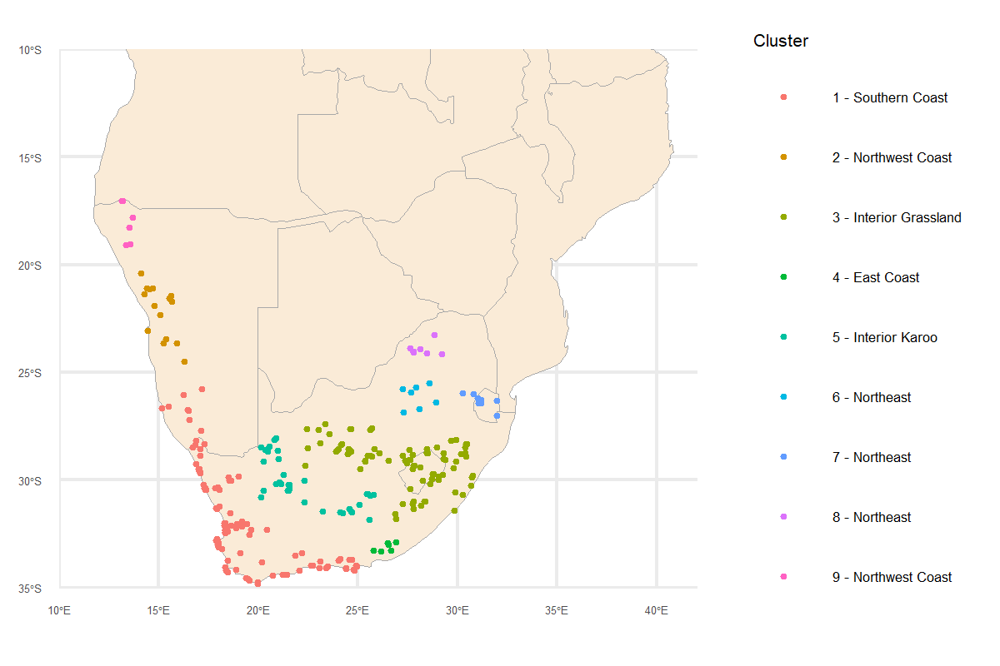 Cluster
1 - Southern Coast
2 - Northwest Coast
3 - Interior Grassland
4 - East Coast
5 - Interior Karoo
6 - Northeast
7 - Northeast
8 - Northeast
9 - Northwest Coast
10°S
15°S
20°S
25°S
30°S
35°S
10°E 15°E 20°E 25°E 30°E 35°E 40°E